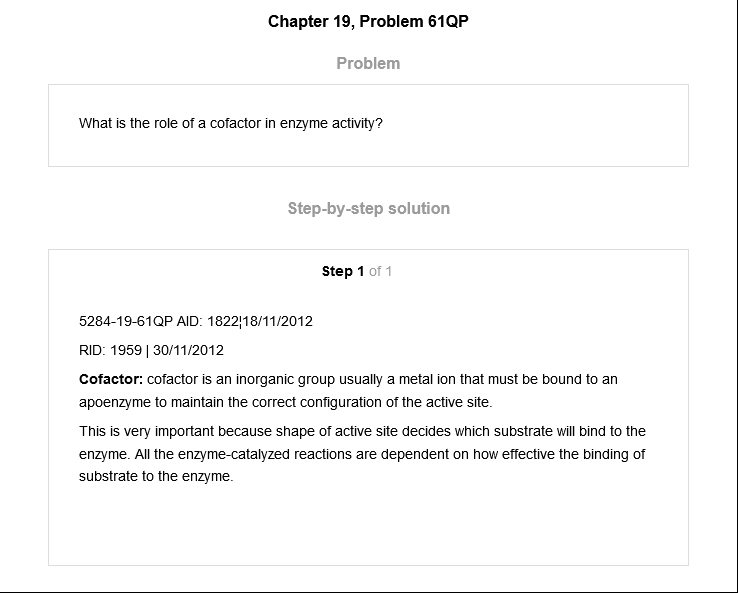 Chapter 19, Problem 61QP
Problem
What is the role of a cofactor in enzyme activity?
Step-by-step solution
Step 1 of 1
5284-19-61QP AID: 1822¦18/11/2012
RID: 1959 | 30/11/2012
Cofactor: cofactor is an inorganic group usually a metal ion that must be bound to an
apoenzyme to maintain the correct configuration of the active site.
This is very important because shape of active site decides which substrate will bind to the
enzyme. All the enzyme-catalyzed reactions are dependent on how effective the binding of
substrate to the enzyme.